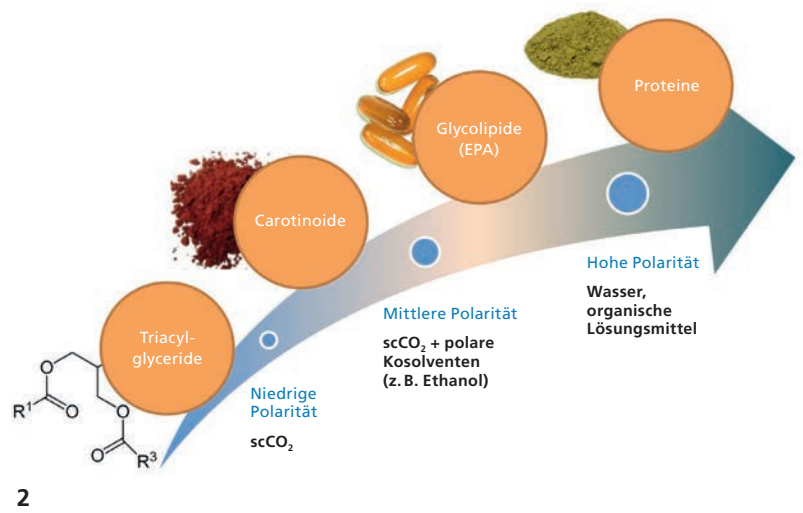 Proteine
Glycolipide
(EPA)
Carotinoide
Triacyl-
glyceride
O
R¹
O
O
O
R³
Niedrige
Polarität
scCO₂
Mittlere Polarität
scCO₂ + polare
Kosolventen
(z. B. Ethanol)
Hohe Polarität
Wasser,
organische
Lösungsmittel
2